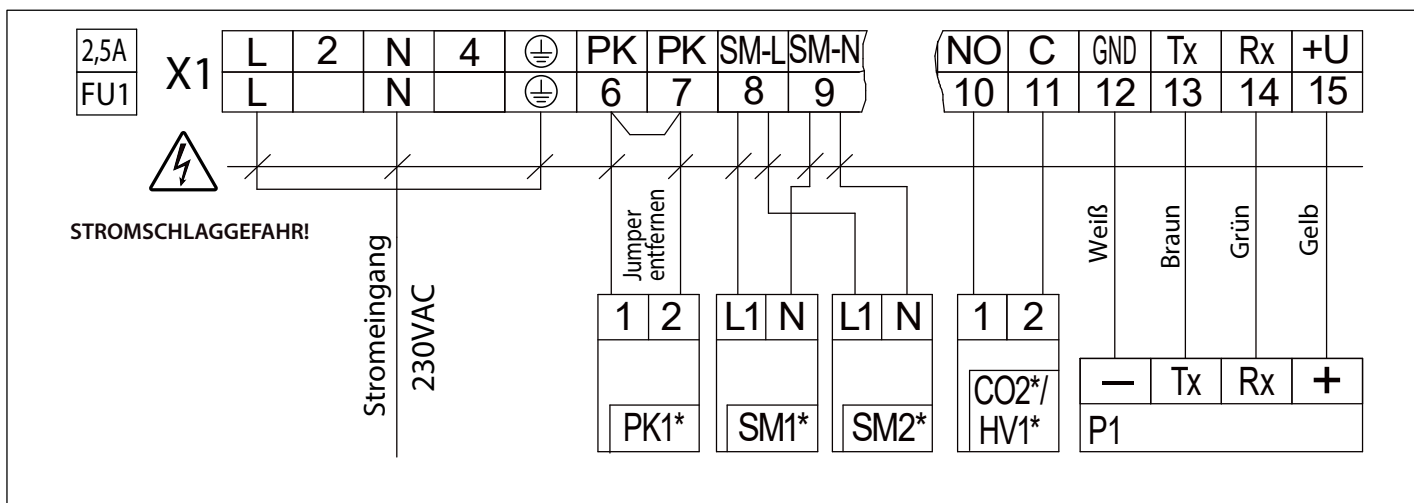 2,5A
FU1
X1
L 2 N 4 PK PK SM-L SM-N NO C GND Tx Rx +U
L N 6 7 8 9 10 11 12 13 14 15
STROMSCHLAGGEFAHR!
Stromeingang
230VAC
Jumper
entfernen
Weiß
Braun
Grün
Gelb
1 2
PK1*
L1 N
SM1*
L1 N
SM2*
1 2
CO2*/
HV1*
– Tx Rx +
P1